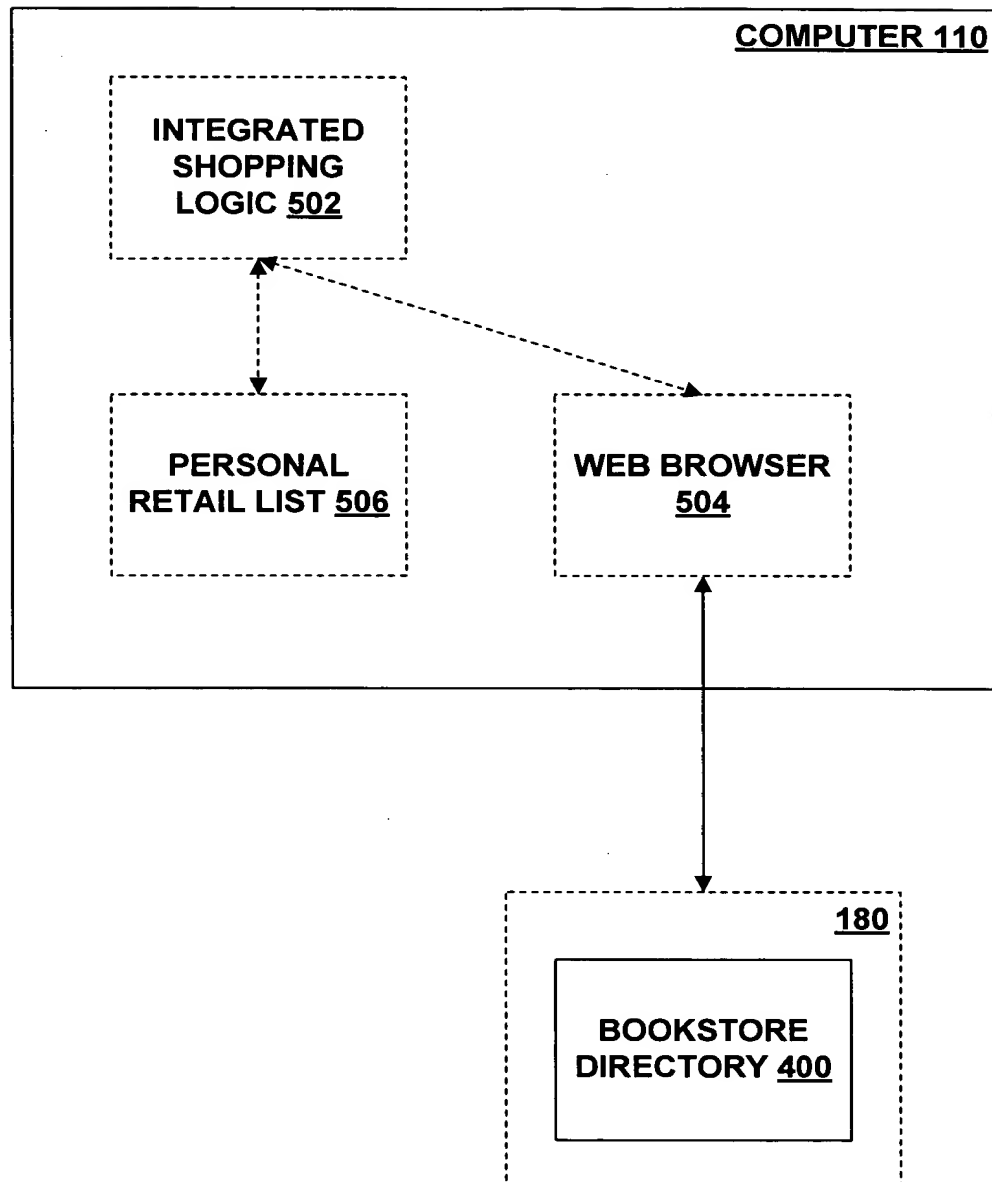 COMPUTER 110
INTEGRATED
SHOPPING
LOGIC 502
PERSONAL
RETAIL LIST 506
WEB BROWSER
504
180
BOOKSTORE
DIRECTORY 400